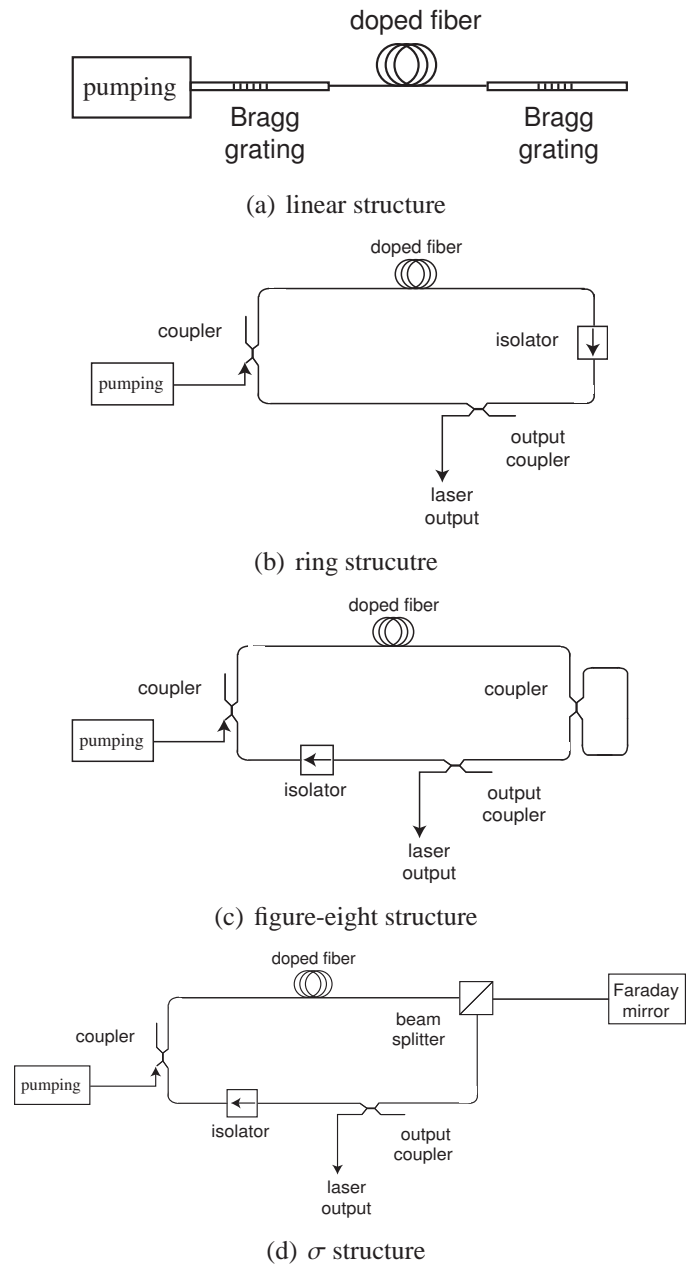 doped fiber
pumping
Bragg
grating
Bragg
grating
(a) linear structure
doped fiber
coupler
isolator
pumping
output
coupler
laser
output
(b) ring strucutre
doped fiber
coupler
coupler
pumping
isolator
output
coupler
laser
output
(c) figure-eight structure
doped fiber
Faraday
mirror
beam
splitter
coupler
pumping
isolator
output
coupler
laser
output
(d) σ structure